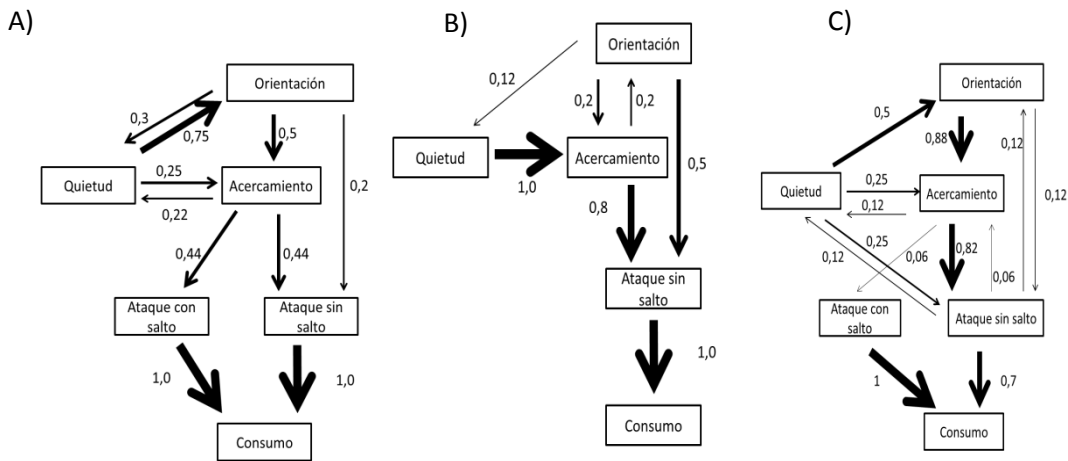 A)
Orientación
0,3
0,75
0,5
0,2
Quietud
0,25
Acercamiento
0,22
0,44
0,44
Ataque con
salto
Ataque sin
salto
1,0
1,0
Consumo
B)
Orientación
0,12
0,2
0,2
0,5
Quietud
Acercamiento
1,0
0,8
Ataque sin
salto
1,0
Consumo
C)
Orientación
0,5
0,88
0,12
0,12
Quietud
0,25
Acercamiento
0,12
0,25
0,12
0,06
0,82
0,06
Ataque con
salto
Ataque sin salto
1
0,7
Consumo